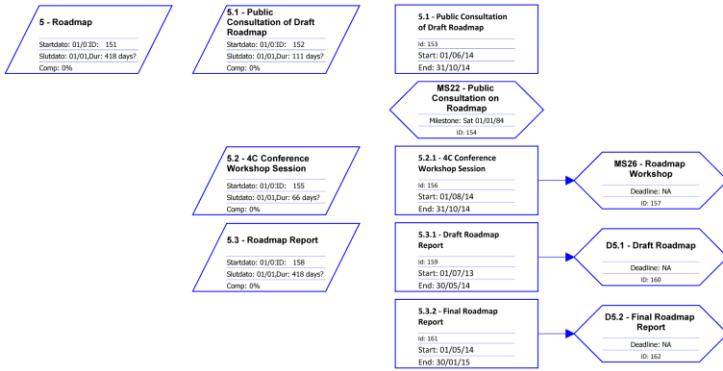 5 - Roadmap
Startdato: 01/0:ID: 151
Slutdato: 01/01,Dur: 418 days?
Comp: 0%
5.1 - Public
Consultation of Draft
Roadmap
Startdato: 01/0:ID: 152
Slutdato: 01/01,Dur: 111 days?
Comp: 0%
5.1 - Public Consultation
of Draft Roadmap
Id: 153
Start: 01/06/14
End: 31/10/14
MS22 - Public
Consultation on
Roadmap
Milestone: Sat 01/01/84
ID: 154
5.2 - 4C Conference
Workshop Session
Startdato: 01/0:ID: 155
Slutdato: 01/01,Dur: 66 days?
Comp: 0%
5.2.1 - 4C Conference
Workshop Session
Id: 156
Start: 01/08/14
End: 31/10/14
MS26 - Roadmap
Workshop
Deadline: NA
ID: 157
5.3 - Roadmap Report
Startdato: 01/0:ID: 158
Slutdato: 01/01,Dur: 418 days?
Comp: 0%
5.3.1 - Draft Roadmap
Report
Id: 159
Start: 01/07/13
End: 30/05/14
D5.1 - Draft Roadmap
Deadline: NA
ID: 160
5.3.2 - Final Roadmap
Report
Id: 161
Start: 01/05/14
End: 30/01/15
D5.2 - Final Roadmap
Report
Deadline: NA
ID: 162